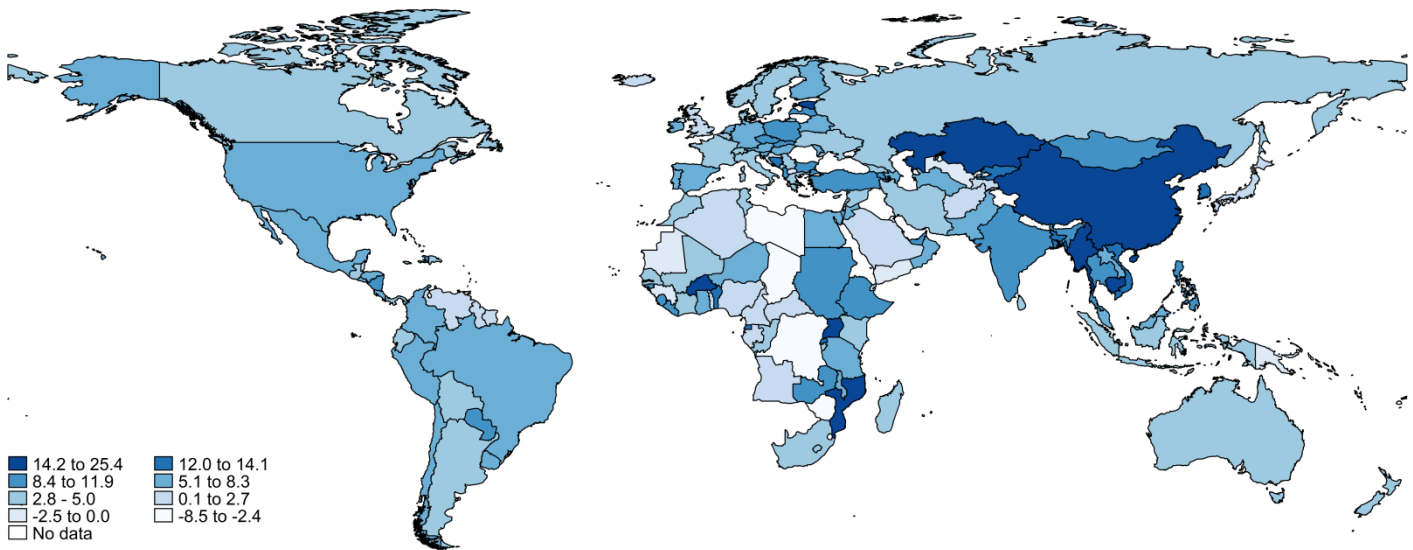 14.2 to 25.4
12.0 to 14.1
8.4 to 11.9
5.1 to 8.3
2.8 - 5.0
0.1 to 2.7
-2.5 to 0.0
-8.5 to -2.4
No data